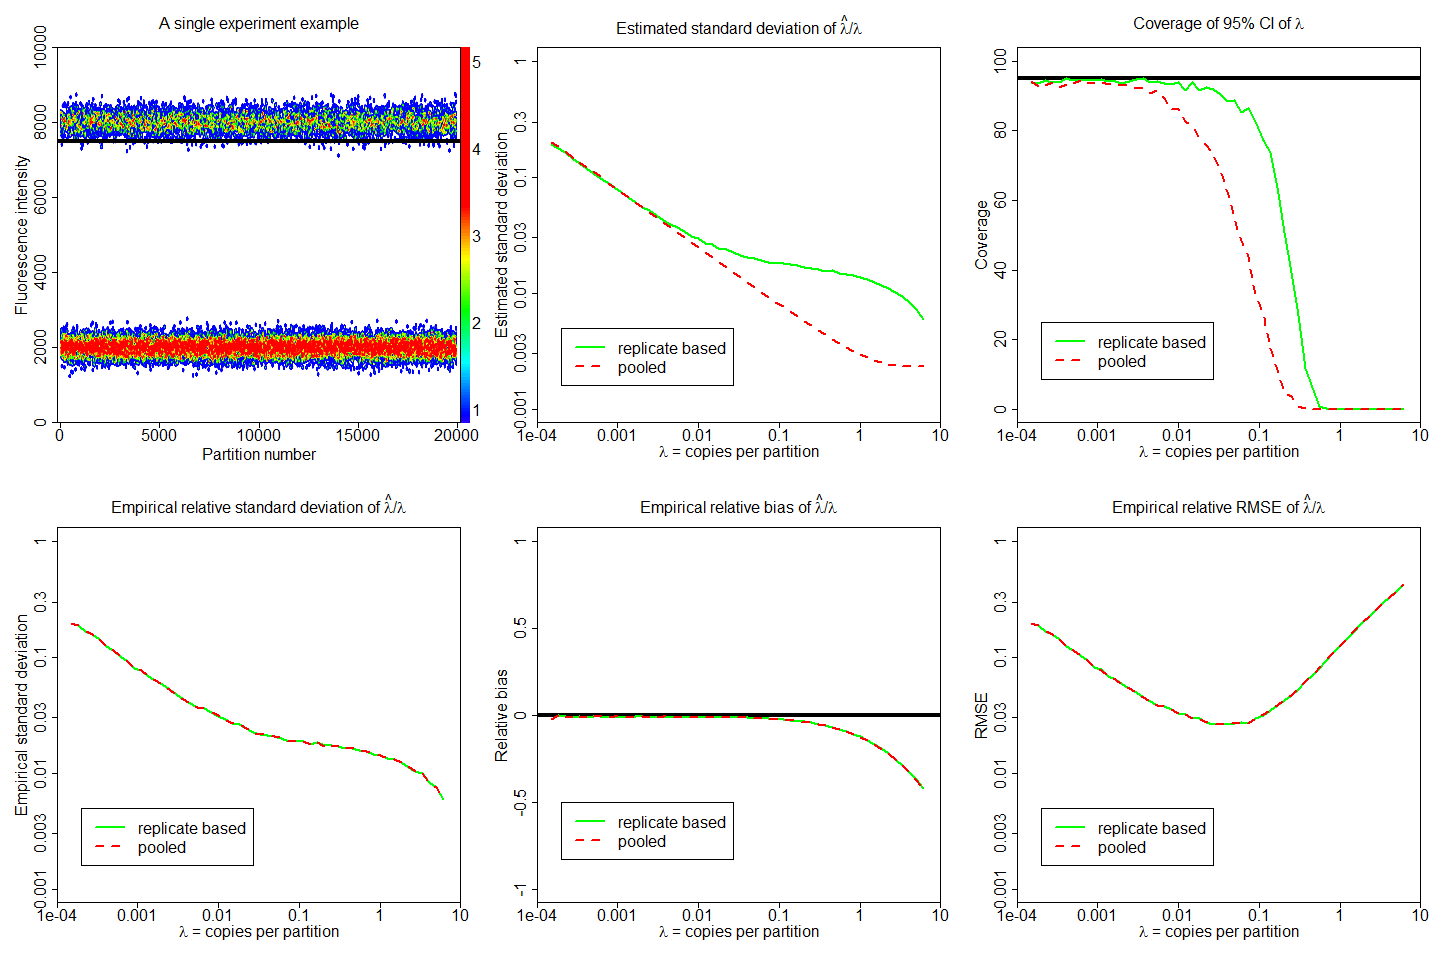 A single experiment example
Fluorescence intensity
0 2000 4000 6000 8000 10000
5
4
3
2
1
0 5000 10000 15000 20000
Partition number
Estimated standard deviation of λ̂/λ
Estimated standard deviation
0.001 0.003 0.01 0.03 0.1 0.3 1
replicate based
pooled
1e-04 0.001 0.01 0.1 1 10
λ = copies per partition
Coverage of 95% CI of λ
Coverage
0 20 40 60 80 100
replicate based
pooled
1e-04 0.001 0.01 0.1 1 10
λ = copies per partition
Empirical relative standard deviation of λ̂/λ
Empirical standard deviation
0.001 0.003 0.01 0.03 0.1 0.3 1
replicate based
pooled
1e-04 0.001 0.01 0.1 1 10
λ = copies per partition
Empirical relative bias of λ̂/λ
Relative bias
-1 -0.5 0 0.5 1
replicate based
pooled
1e-04 0.001 0.01 0.1 1 10
λ = copies per partition
Empirical relative RMSE of λ̂/λ
RMSE
0.001 0.003 0.01 0.03 0.1 0.3 1
replicate based
pooled
1e-04 0.001 0.01 0.1 1 10
λ = copies per partition